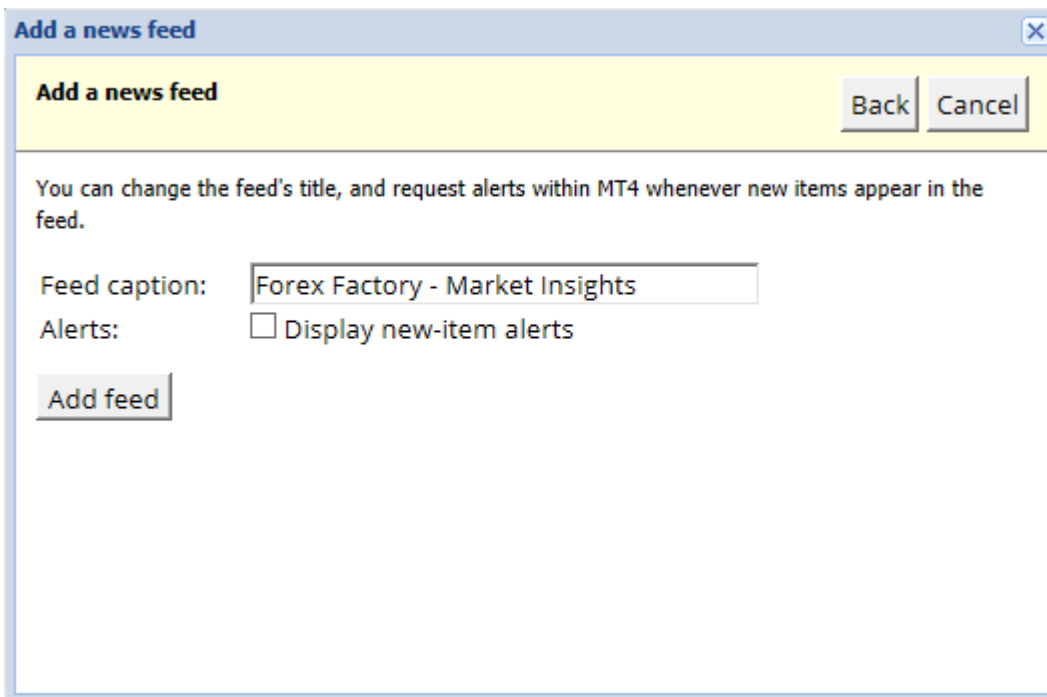 Add a news feed
Add a news feed
Back Cancel
You can change the feed's title, and request alerts within MT4 whenever new items appear in the
feed.
Feed caption: Forex Factory - Market Insights
Alerts: Display new-item alerts
Add feed